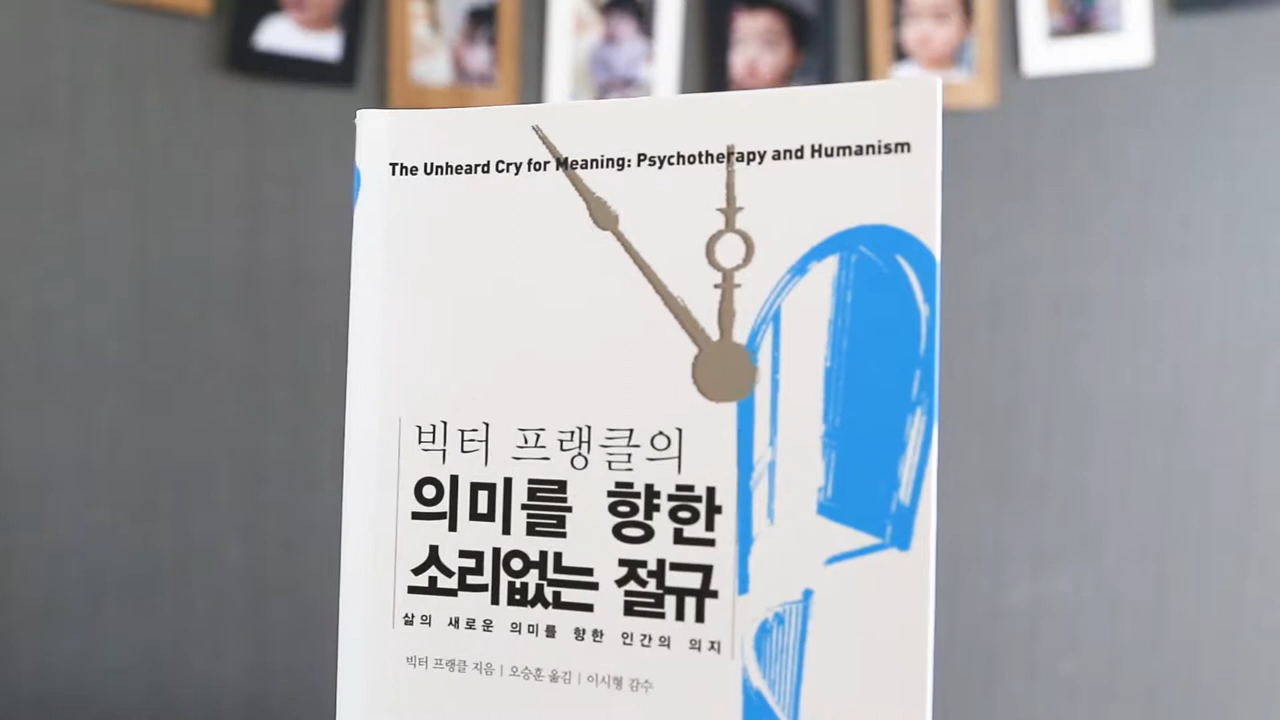 The Unheard Cry for Meaning: Psychotherapy and Humanism
빅터 프랭클의
의미를 향한
소리없는 절규
삶의 새로운 의미를 향한 인간의 의지
빅터 프랭클 지음 | 오승훈 옮김 | 이시형 감수